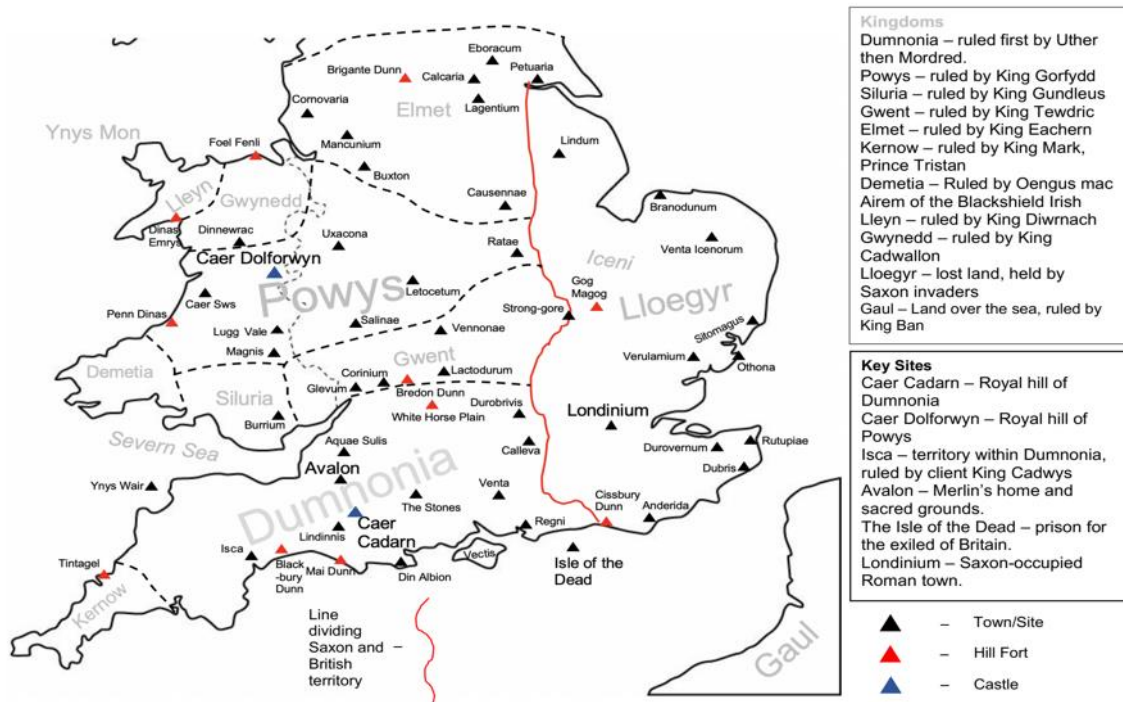 Eboracum
Brigante Dunn
Calcaria
Petuaria
Elmet
Lagentium
Cornovaria
Ynys Mon
Mancunium
Lindum
Foel Fenli
Buxton
Lleyn
Gwynedd
Causennae
Branodunum
Dinas
Emrys
Dinnewrac
Uxacona
Ratae
Venta Icenorum
Iceni
Caer Dolforwyn
Powys
Gog
Magog
Lloegyr
Caer Sws
Letocetum
Strong-gore
Penn Dinas
Lugg Vale
Salinae
Vennonae
Sitomagus
Magnis
Verulamium
Othona
Demetia
Gwent
Corinium
Lactodurum
Glevum
Siluria
Bredon Dunn
White Horse Plain
Durobrivis
Londinium
Burrium
Severn Sea
Aquae Sulis
Calleva
Durovernum
Rutupiae
Avalon
Dubris
Ynys Wair
Dumnonia
The Stones
Venta
Cissbury
Dunn
Anderida
Caer
Cadarn
Lindinnis
Regni
Isca
Vectis
Isle of the
Dead
Tintagel
Black
-bury
Dunn
Mai Dunn
Din Albion
Kernow
Gaul
Line
dividing
Saxon and –
British
territory
Kingdoms
Dumnonia – ruled first by Uther
then Mordred.
Powys – ruled by King Gorfydd
Siluria – ruled by King Gundleus
Gwent – ruled by King Tewdric
Elmet – ruled by King Eachern
Kernow – ruled by King Mark,
Prince Tristan
Demetia – Ruled by Oengus mac
Airem of the Blackshield Irish
Lleyn – ruled by King Diwrnach
Gwynedd – ruled by King
Cadwallon
Lloegyr – lost land, held by
Saxon invaders
Gaul – Land over the sea, ruled by
King Ban
Key Sites
Caer Cadarn – Royal hill of
Dumnonia
Caer Dolforwyn – Royal hill of
Powys
Isca – territory within Dumnonia,
ruled by client King Cadwys
Avalon – Merlin's home and
sacred grounds.
The Isle of the Dead – prison for
the exiled of Britain.
Londinium – Saxon-occupied
Roman town.
– Town/Site
– Hill Fort
– Castle